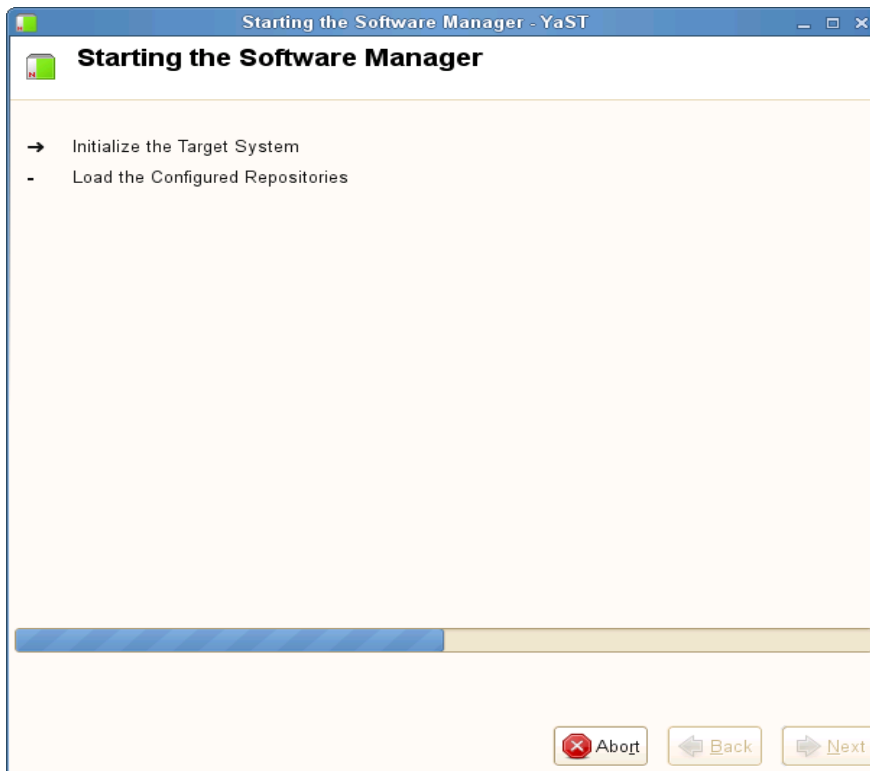 Starting the Software Manager - YaST
Starting the Software Manager
➔ Initialize the Target System
- Load the Configured Repositories
Abort
Back
Next